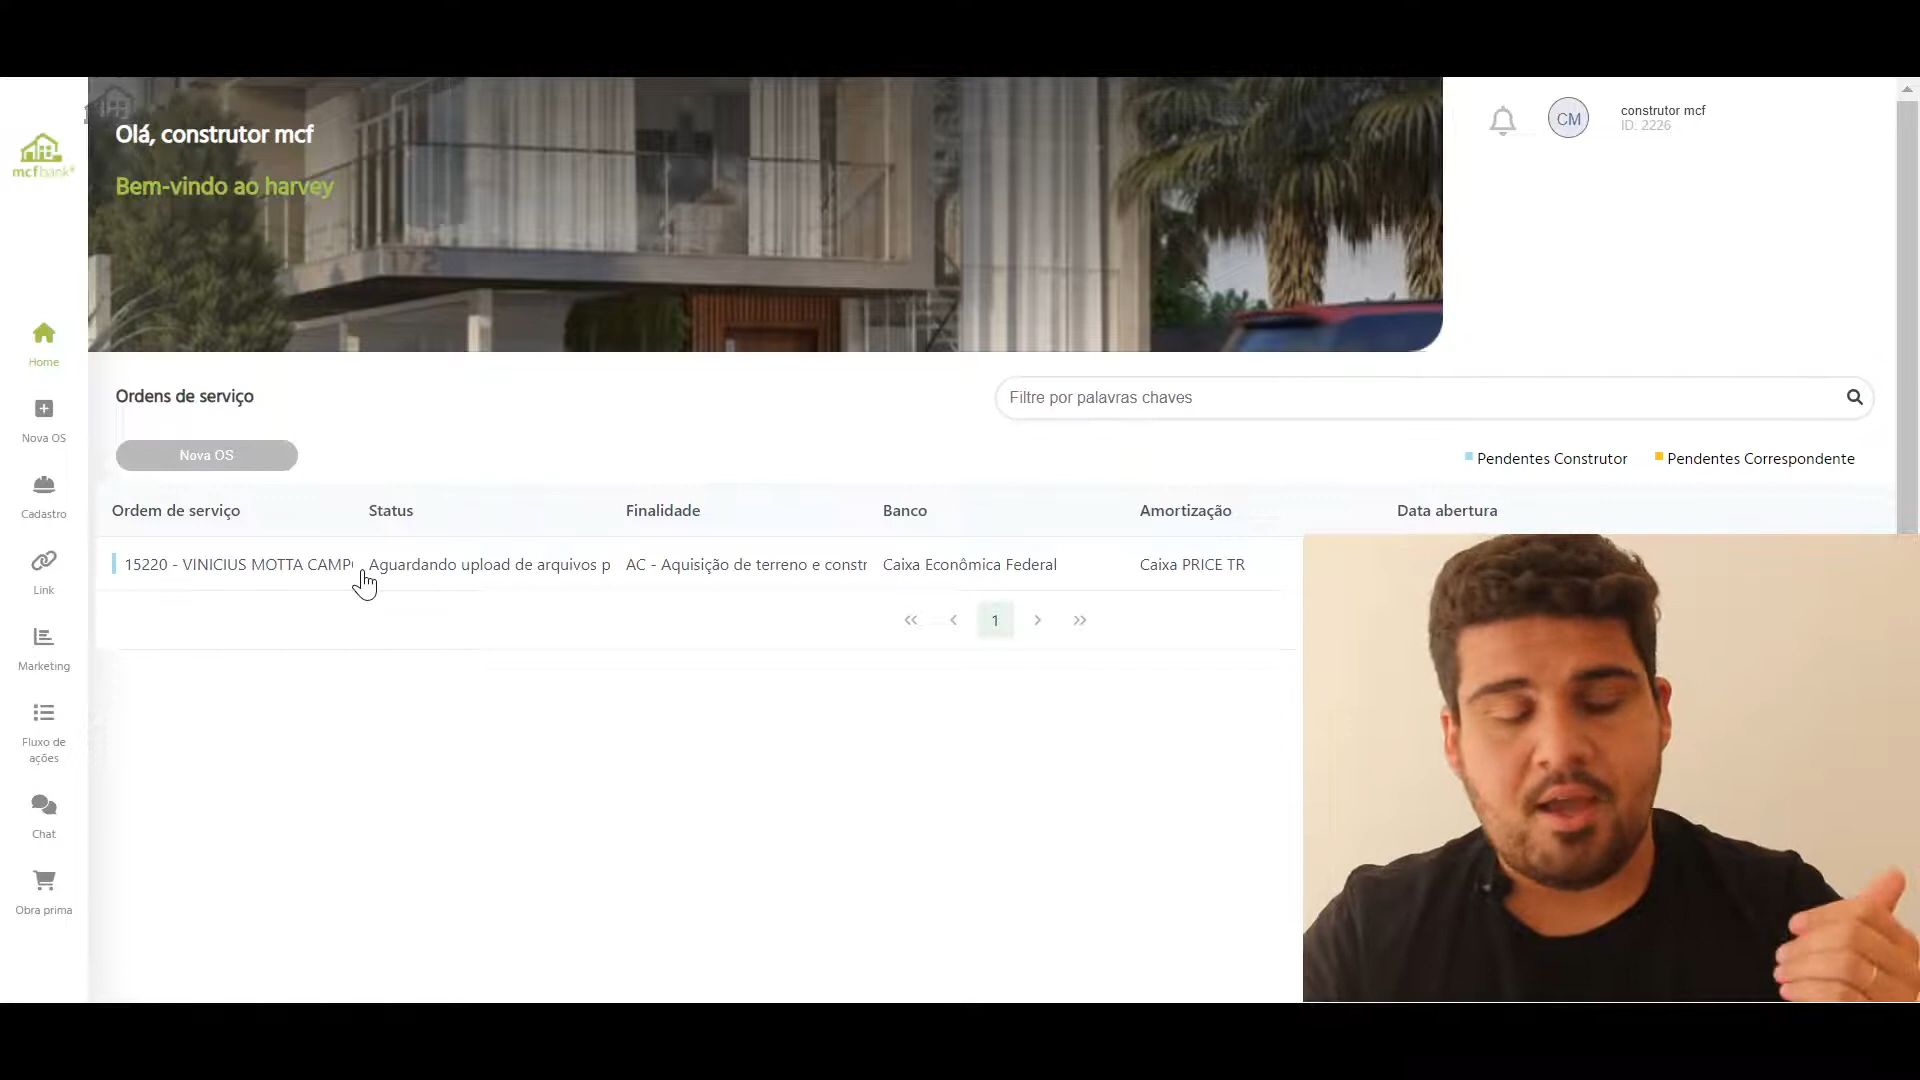 Olá, construtor mcf
Bem-vindo ao harvey
CM
construtor mcf
ID: 2226
mcfbank
Home
Nova OS
Cadastro
Link
Marketing
Fluxo de
ações
Chat
Obra prima
Ordens de serviço
Filtre por palavras chaves
Nova OS
Pendentes Construtor
Pendentes Correspondente
Ordem de serviço
Status
Finalidade
Banco
Amortização
Data abertura
15220 - VINICIUS MOTTA CAMP
Aguardando upload de arquivos p
AC - Aquisição de terreno e constr
Caixa Econômica Federal
Caixa PRICE TR
1